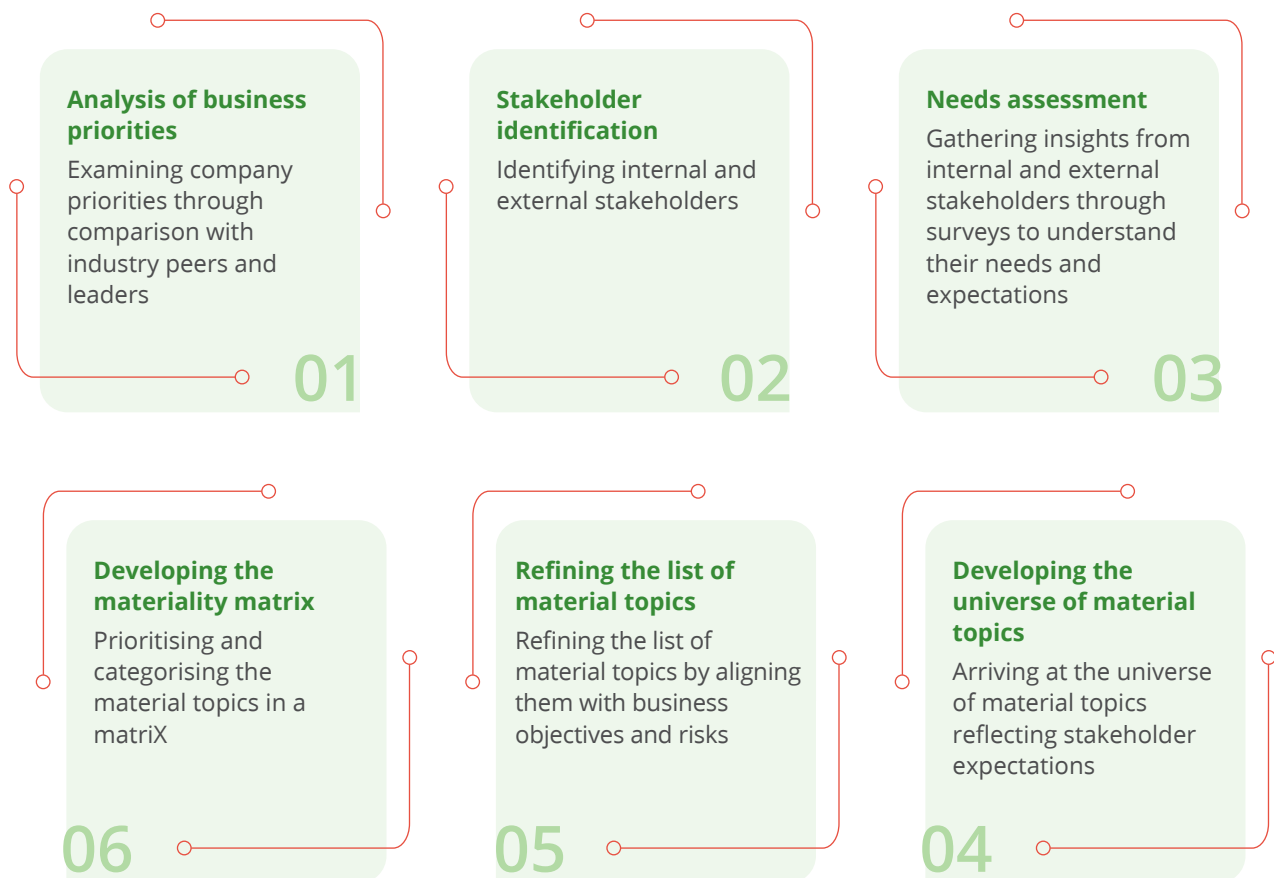 Analysis of business
priorities
Examining company
priorities through
comparison with
industry peers and
leaders
01
Stakeholder
identification
Identifying internal and
external stakeholders
02
Needs assessment
Gathering insights from
internal and external
stakeholders through
surveys to understand
their needs and
expectations
03
Developing the
materiality matrix
Prioritising and
categorising the
material topics in a
matriX
06
Refining the list of
material topics
Refining the list of
material topics by aligning
them with business
objectives and risks
05
Developing the
universe of material
topics
Arriving at the universe
of material topics
reflecting stakeholder
expectations
04